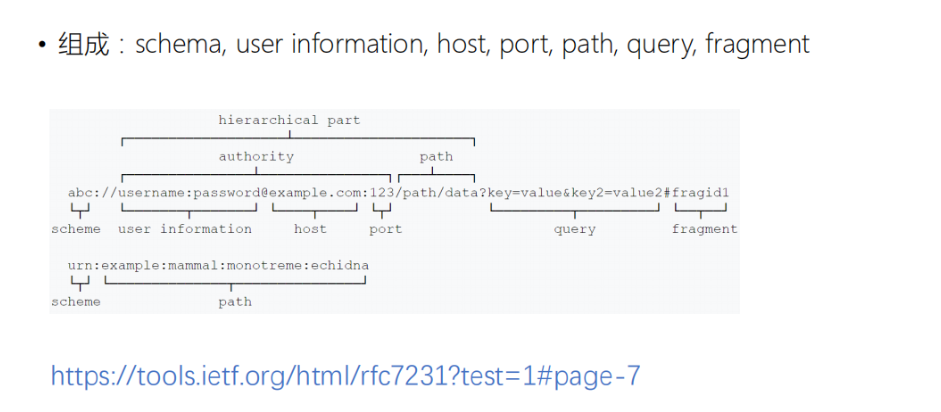 • 组成：schema, user information, host, port, path, query, fragment
hierarchical part
authority path
abc://username:password@example.com:123/path/data?key=value&key2=value2#fragid1
scheme user information host port query fragment
urn:example:mammal:monotreme:echidna
scheme path
https://tools.ietf.org/html/rfc7231?test=1#page-7